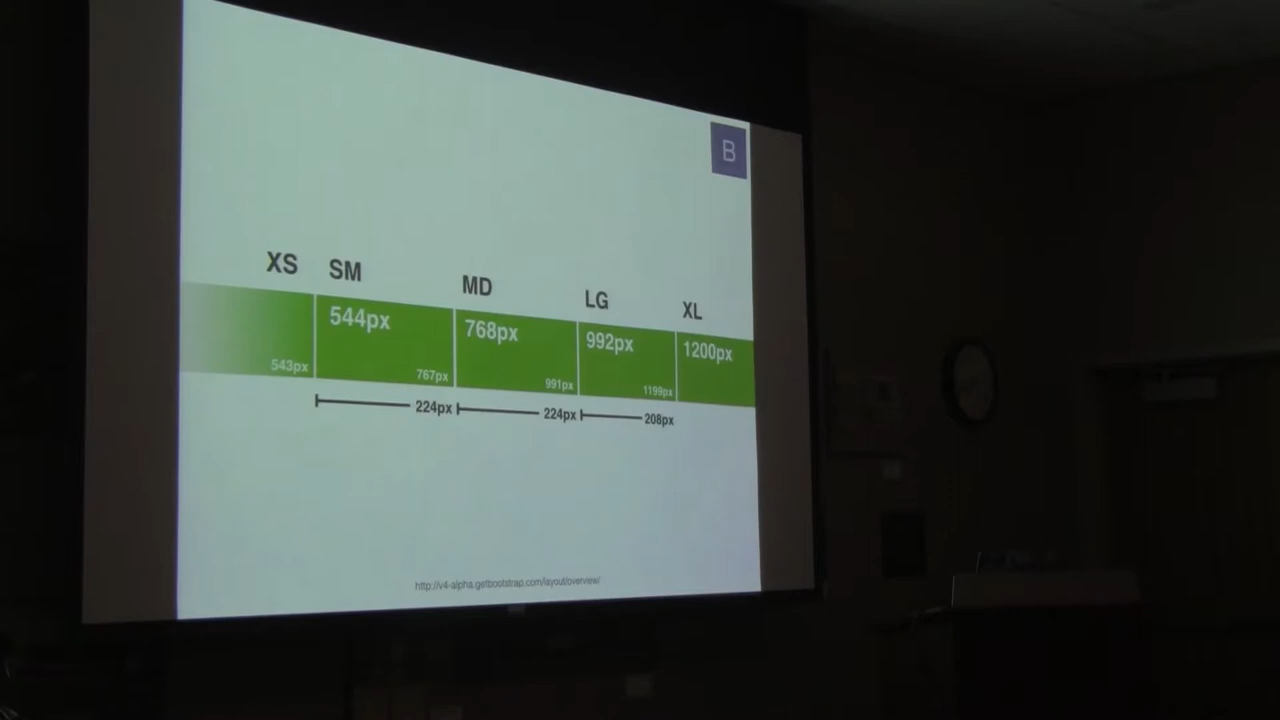 B
XS SM MD LG XL
544px 768px 992px 1200px
543px 767px 991px 1199px
224px 224px 208px
http://v4-alpha.getbootstrap.com/layout/overview/